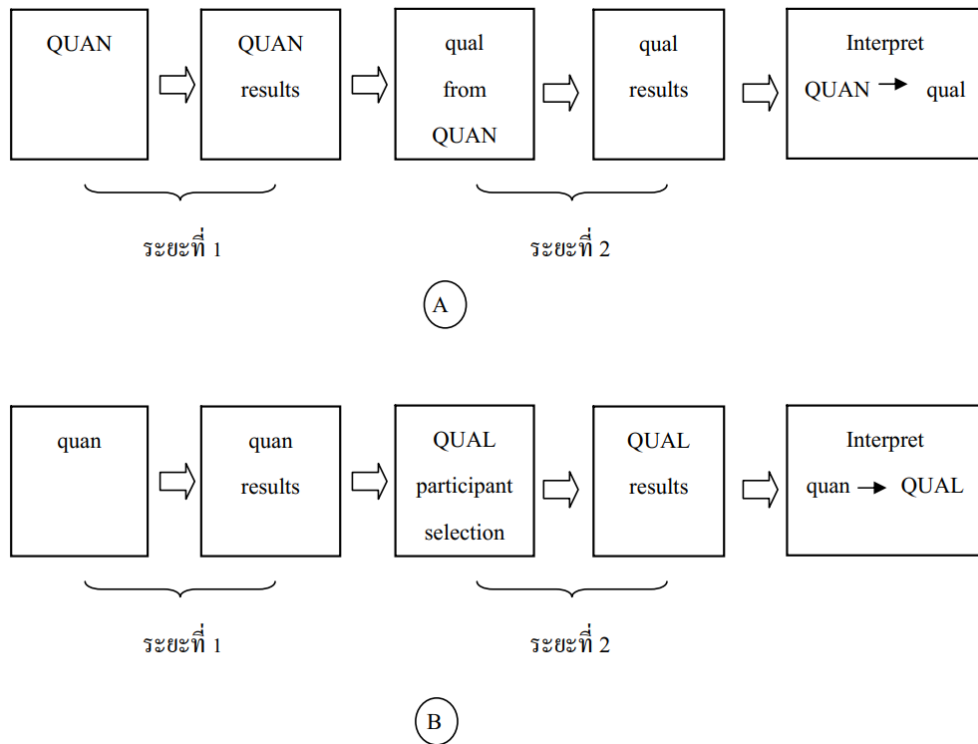 QUAN
QUAN
results
qual
from
QUAN
qual
results
Interpret
QUAN qual
ระยะที่ 1
ระยะที่ 2
A
quan
quan
results
QUAL
participant
selection
QUAL
results
Interpret
quan QUAL
ระยะที่ 1
ระยะที่ 2
B